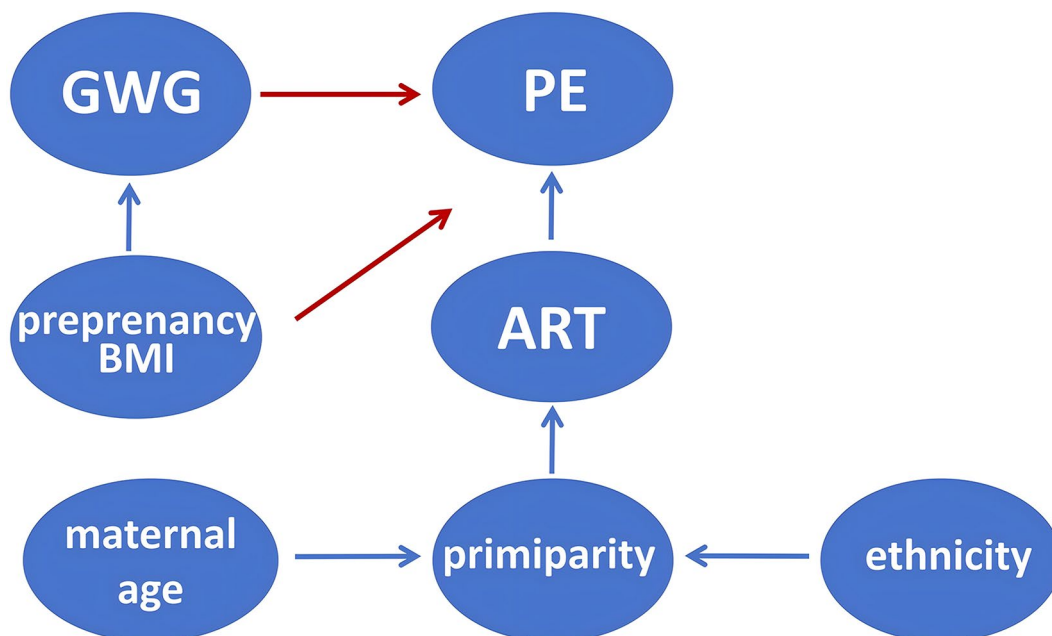 GWG
PE
preprenancy
BMI
ART
maternal
age
primiparity
ethnicity